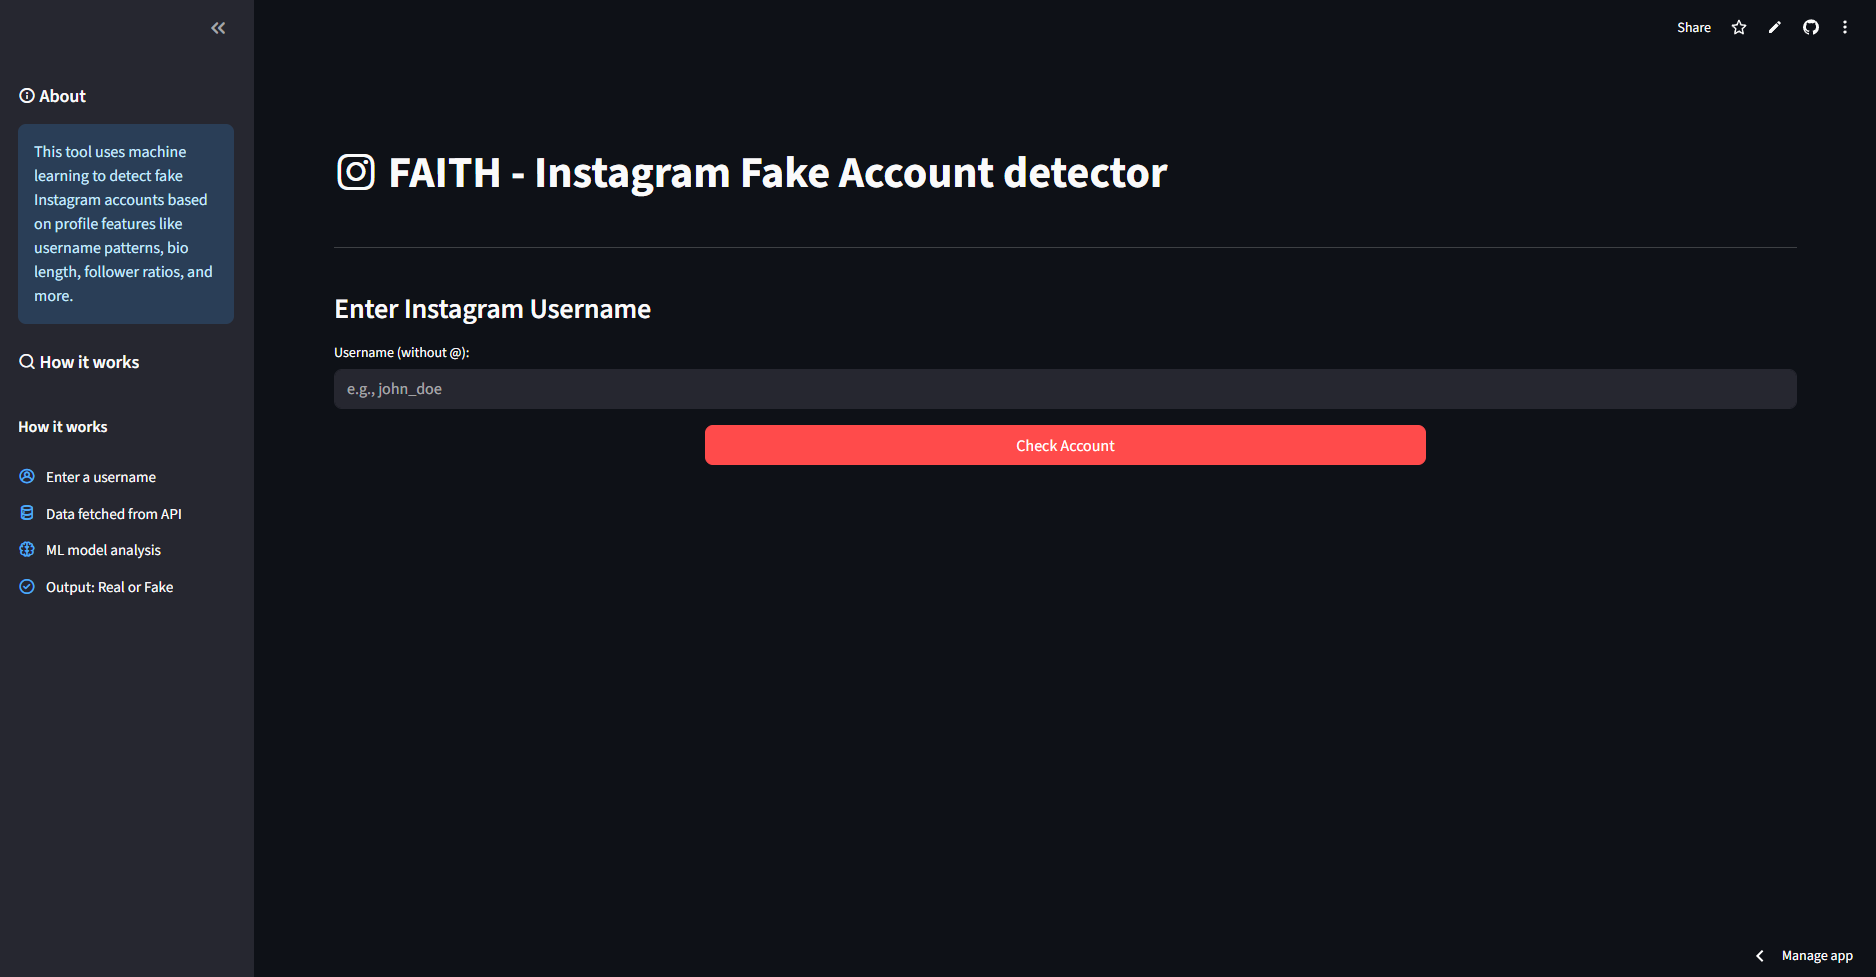 Share
About
This tool uses machine
learning to detect fake
Instagram accounts based
on profile features like
username patterns, bio
length, follower ratios, and
more.
How it works
How it works
Enter a username
Data fetched from API
ML model analysis
Output: Real or Fake
FAITH - Instagram Fake Account detector
Enter Instagram Username
Username (without @):
e.g., john_doe
Check Account
Manage app